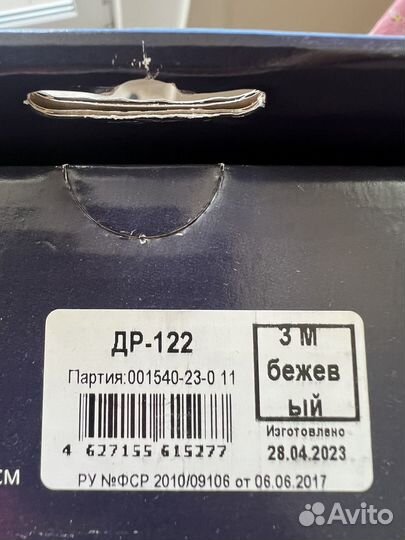 ДР-122
Партия:001540-23-0 11
4 627155 615277
3 М
бежев
ый
Изготовлено
28.04.2023
РУ №ФСР 2010/09106 от 06.06.2017
см
Avito